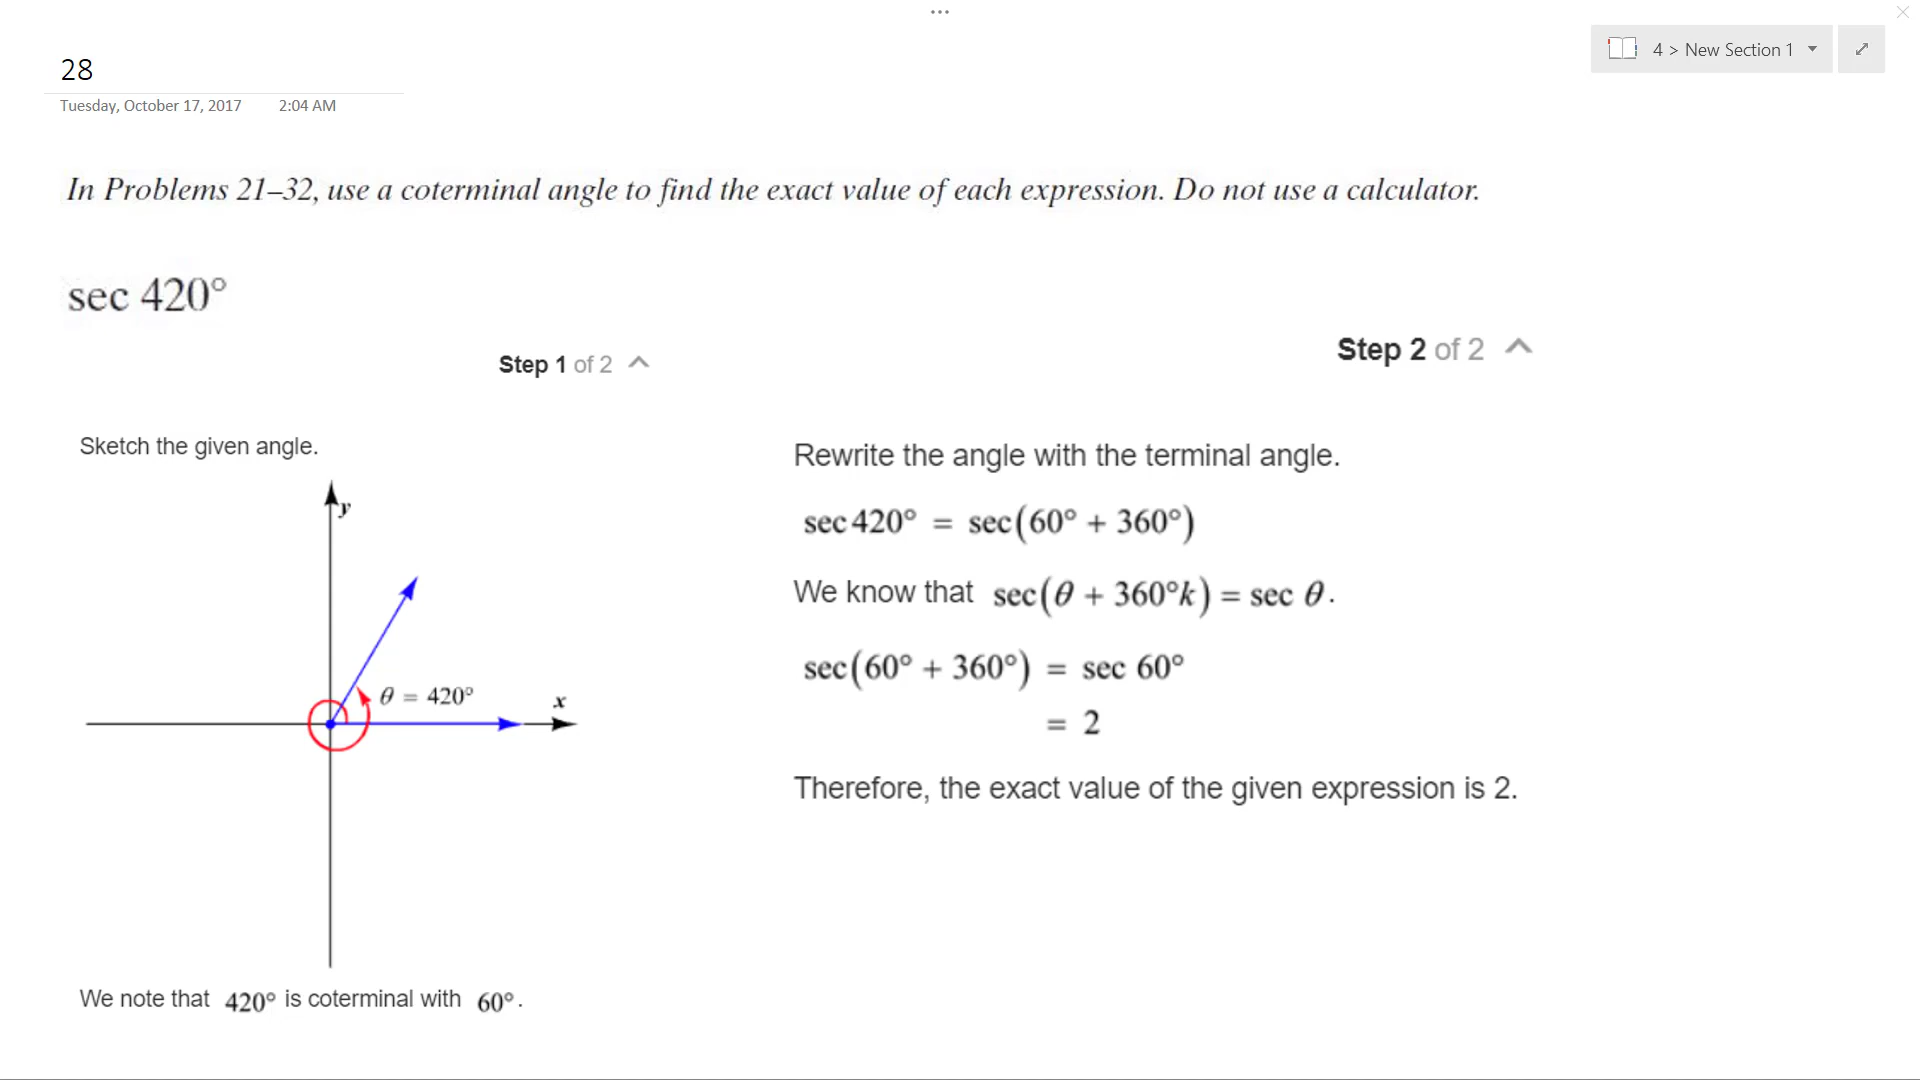 ...
28
4 > New Section 1
Tuesday, October 17, 2017 2:04 AM
In Problems 21–32, use a coterminal angle to find the exact value of each expression. Do not use a calculator.
sec 420°
Step 1 of 2
Sketch the given angle.
y
θ = 420°
x
We note that 420° is coterminal with 60°.
Step 2 of 2
Rewrite the angle with the terminal angle.
sec 420° = sec(60° + 360°)
We know that sec(θ + 360°k) = sec θ.
sec(60° + 360°) = sec 60°
= 2
Therefore, the exact value of the given expression is 2.